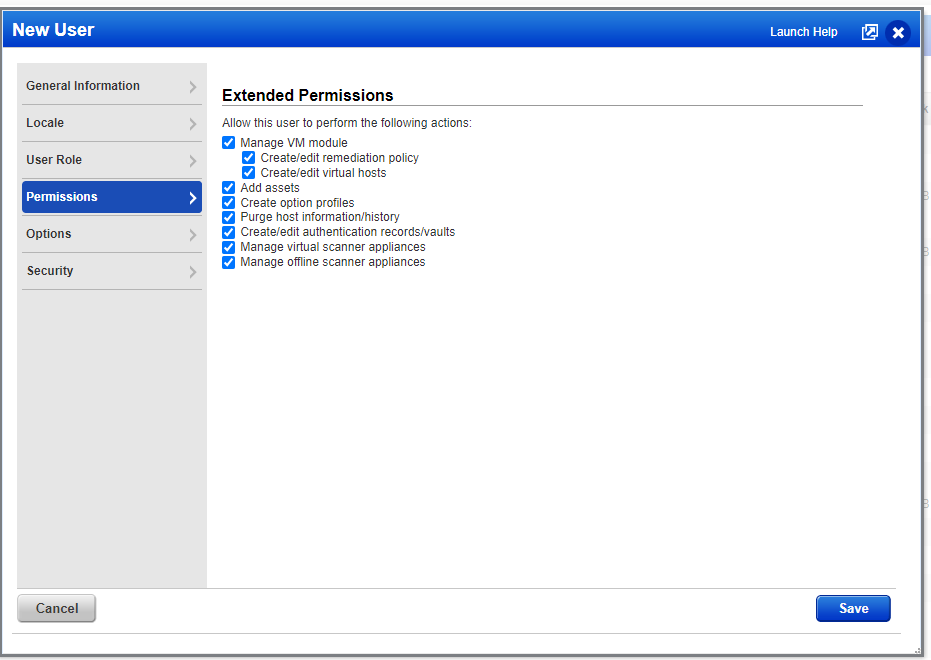 New User
Launch Help
General Information
Locale
User Role
Permissions
Options
Security
Extended Permissions
Allow this user to perform the following actions:
Manage VM module
Create/edit remediation policy
Create/edit virtual hosts
Add assets
Create option profiles
Purge host information/history
Create/edit authentication records/vaults
Manage virtual scanner appliances
Manage offline scanner appliances
Cancel
Save